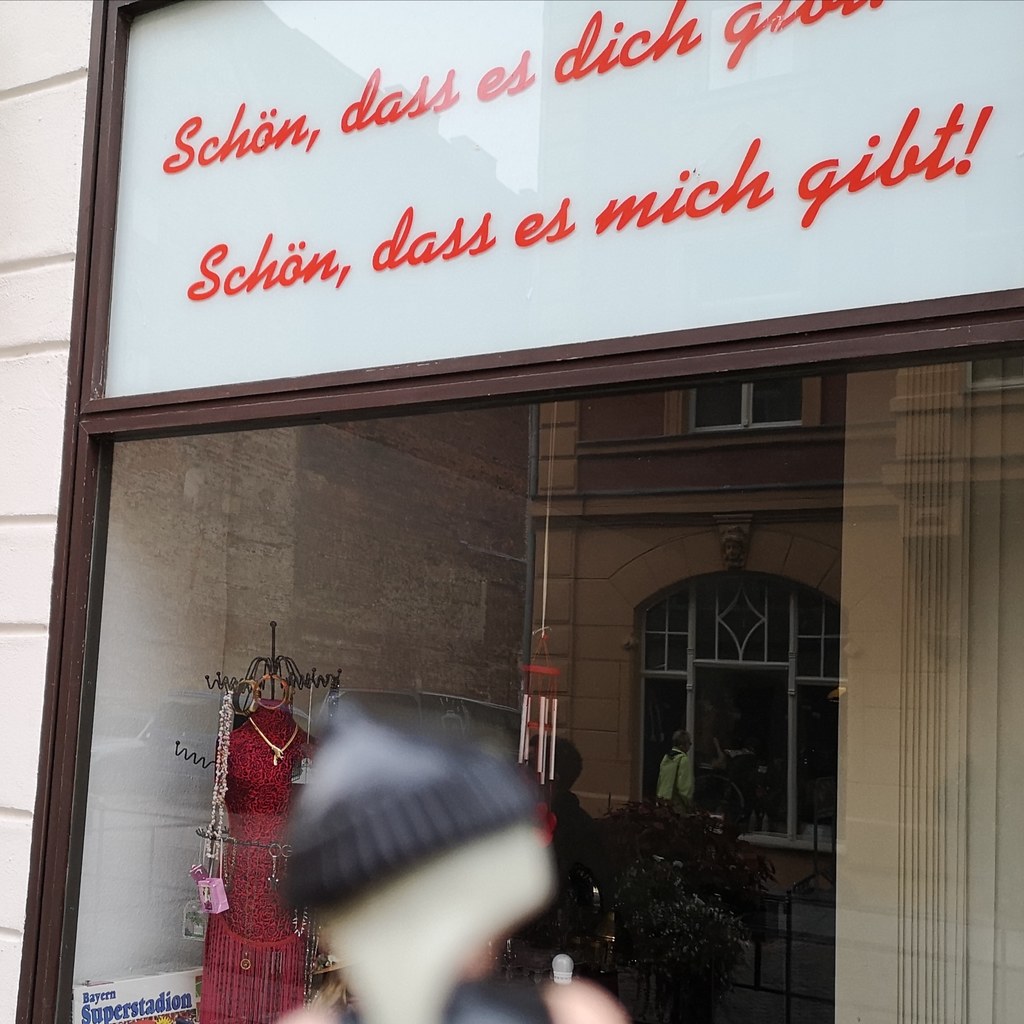 Schön, dass es dich gibt!
Schön, dass es mich gibt!
Bayern
Superstadion